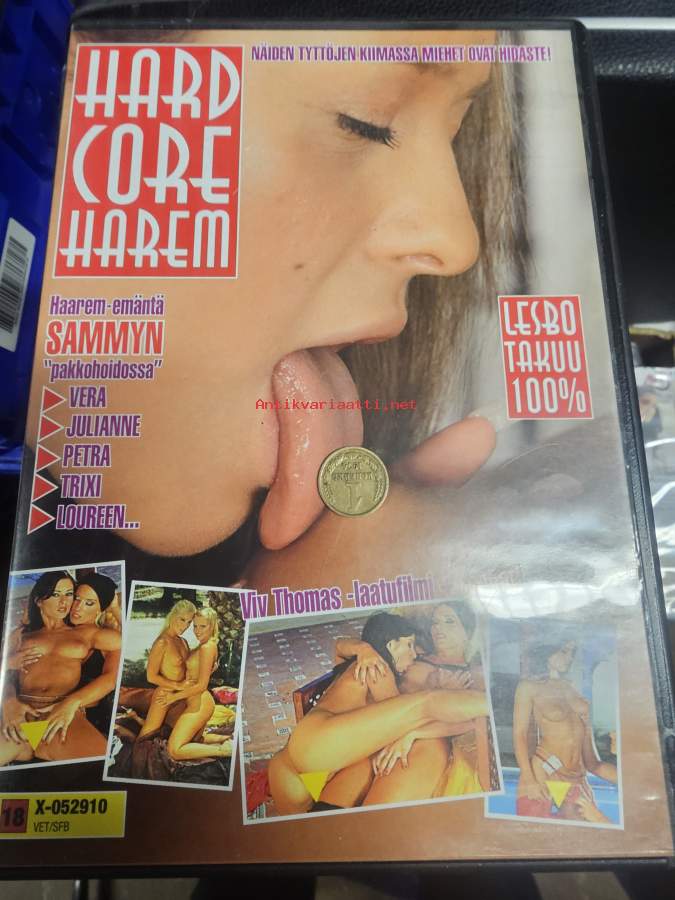 HARD
CORE
HAREM
NÄIDEN TYTTÖJEN KIIMASSA MIEHET OVAT HIDASTE!
Haarem-emäntä
SAMMYN
"pakkohoidossa"
VERA
JULIANNE
PETRA
TRIXI
LOUREEN...
LESBO
TAKUU
100%
Antikvariaatti.net
1
Viv Thomas -laatufilmi
18
X-052910
VET/SFB